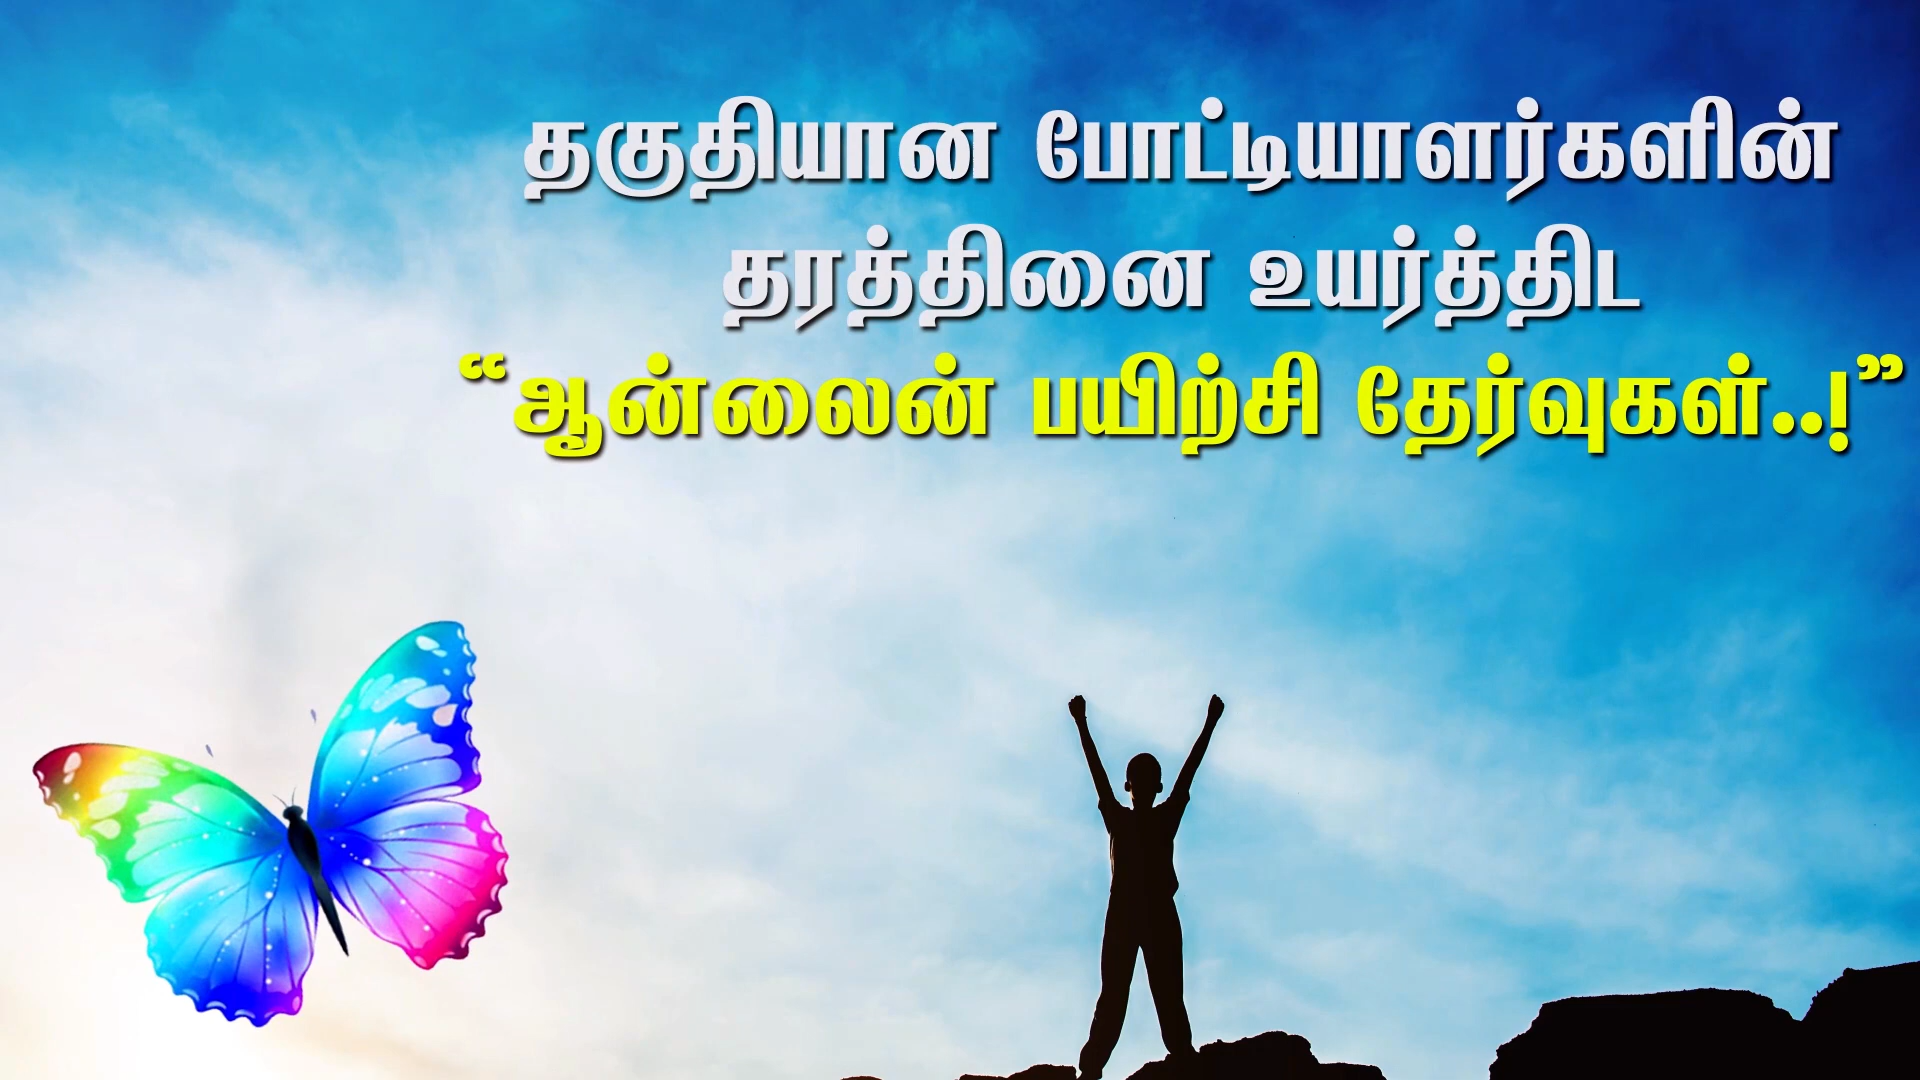 தகுதியான போட்டியாளர்களின்
தரத்தினை உயர்த்திட
“ஆன்லைன் பயிற்சி தேர்வுகள்..!”